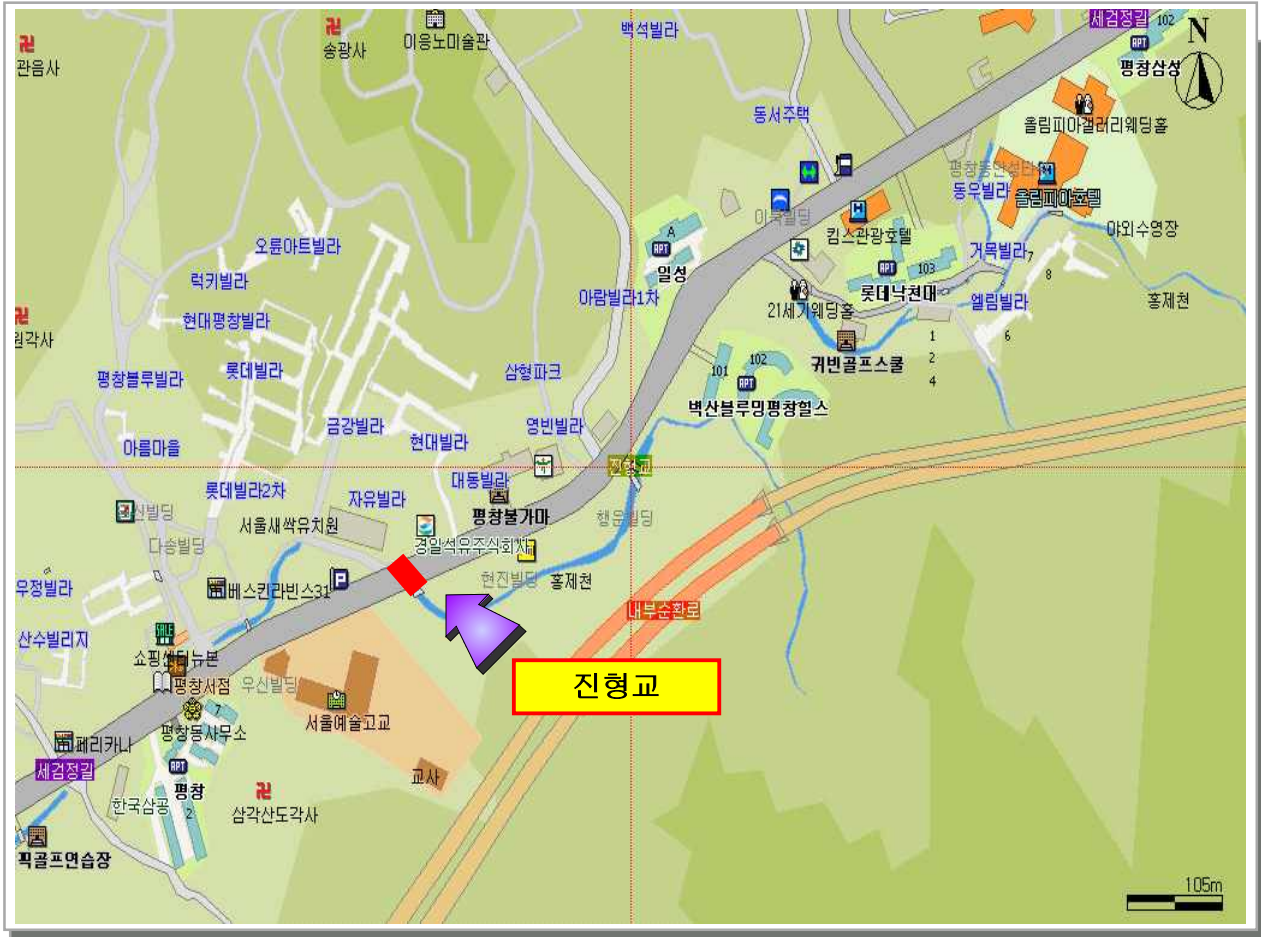 세검정길
102
N
송광사
이응노미술관
백석빌라
관음사
평창삼성
동서주택
올림피아갤러리웨딩홀
동우빌라
올림피아호텔
A
킴스관광호텔
야외수영장
오륜아트빌라
일성
거목빌라
7
8
럭키빌라
103
롯데낙천대
아람빌라1차
엘림빌라
홍제천
21세기웨딩홀
현대평창빌라
원각사
1
6
2
4
귀빈골프스쿨
102
101
롯데빌라
삼형파크
평창블루빌라
벽산블루밍평창힐스
금강빌라
영빈빌라
현대빌라
아름마을
진형교
대동빌라
롯데빌라2차
자유빌라
평창불가마
행운빌딩
서울새싹유치원
경일석유주식회사
다송빌딩
현진빌딩
홍제천
우정빌라
베스킨라빈스31
P
내부순환로
산수빌리지
SALE
쇼핑센터뉴본
진형교
평창서점
우신빌딩
7
서울예술고교
평창동사무소
페리카나
세검정길
교사
평창
한국삼공
2
삼각산도각사
픽골프연습장
105m